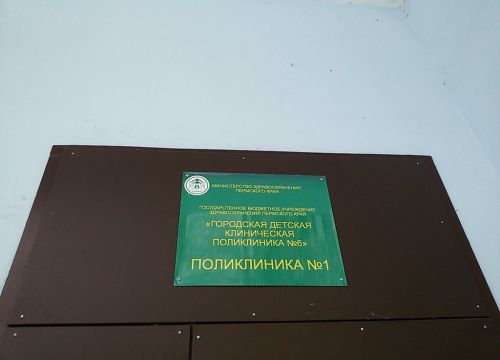 МИНИСТЕРСТВО ЗДРАВООХРАНЕНИЯ
ПЕРМСКОГО КРАЯ
ГОСУДАРСТВЕННОЕ БЮДЖЕТНОЕ УЧРЕЖДЕНИЕ
ЗДРАВООХРАНЕНИЯ ПЕРМСКОГО КРАЯ
«ГОРОДСКАЯ ДЕТСКАЯ
КЛИНИЧЕСКАЯ
ПОЛИКЛИНИКА №6»
ПОЛИКЛИНИКА №1